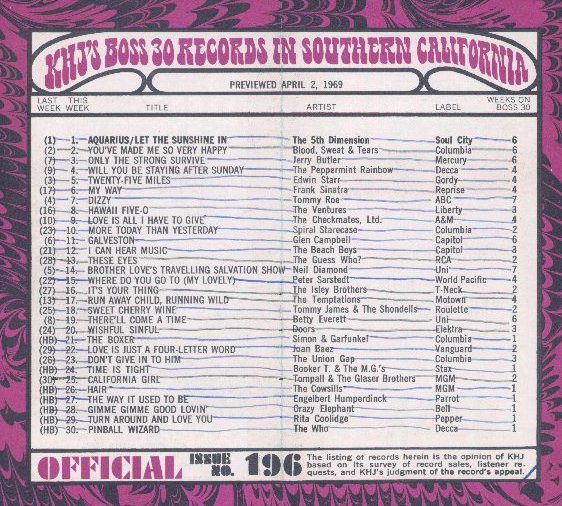 KHJ'S BOSS 30 RECORDS IN SOUTHERN CALIFORNIA
PREVIEWED APRIL 2, 1969
LAST WEEK THIS WEEK TITLE ARTIST LABEL WEEKS ON BOSS 30
(1) 1. AQUARIUS/LET THE SUNSHINE IN The 5th Dimension Soul City 6
(2) 2. YOU'VE MADE ME SO VERY HAPPY Blood, Sweat & Tears Columbia 6
(7) 3. ONLY THE STRONG SURVIVE Jerry Butler Mercury 6
(9) 4. WILL YOU BE STAYING AFTER SUNDAY The Peppermint Rainbow Decca 4
(3) 5. TWENTY-FIVE MILES Edwin Starr Gordy 4
(17) 6. MY WAY Frank Sinatra Reprise 4
(4) 7. DIZZY Tommy Roe ABC 7
(16) 8. HAWAII FIVE-O The Ventures Liberty 3
(10) 9. LOVE IS ALL I HAVE TO GIVE The Checkmates, Ltd. A&M 4
(23) 10. MORE TODAY THAN YESTERDAY Spiral Starecase Columbia 2
(6) 11. GALVESTON Glen Campbell Capitol 6
(21) 12. I CAN HEAR MUSIC The Beach Boys Capitol 3
(28) 13. THESE EYES The Guess Who? RCA 2
(5) 14. BROTHER LOVE'S TRAVELLING SALVATION SHOW Neil Diamond Uni 7
(22) 15. WHERE DO YOU GO TO (MY LOVELY) Peter Sarstedt World Pacific 4
(27) 16. IT'S YOUR THING The Isley Brothers T-Neck 2
(13) 17. RUN AWAY CHILD, RUNNING WILD The Temptations Motown 4
(25) 18. SWEET CHERRY WINE Tommy James & The Shondells Roulette 2
(8) 19. THERE'LL COME A TIME Betty Everett Uni 6
(24) 20. WISHFUL SINFUL Doors Elektra 3
(HB) 21. THE BOXER Simon & Garfunkel Columbia 1
(29) 22. LOVE IS JUST A FOUR-LETTER WORD Joan Baez Vanguard 2
(26) 23. DON'T GIVE IN TO HIM The Union Gap Columbia 3
(HB) 24. TIME IS TIGHT Booker T. & The M.G.'s Stax 1
(30) 25. CALIFORNIA GIRL Tompall & The Glaser Brothers MGM 2
(HB) 26. HAIR The Cowsills MGM 1
(HB) 27. THE WAY IT USED TO BE Engelbert Humperdinck Parrot 1
(HB) 28. GIMME GIMME GOOD LOVIN' Crazy Elephant Bell 1
(HB) 29. TURN AROUND AND LOVE YOU Rita Coolidge Pepper 1
(HB) 30. PINBALL WIZARD The Who Decca 1
OFFICIAL ISSUE NO. 196
The listing of records herein is the opinion of KHJ
based on its survey of record sales, listener re-
quests, and KHJ's judgment of the record's appeal.